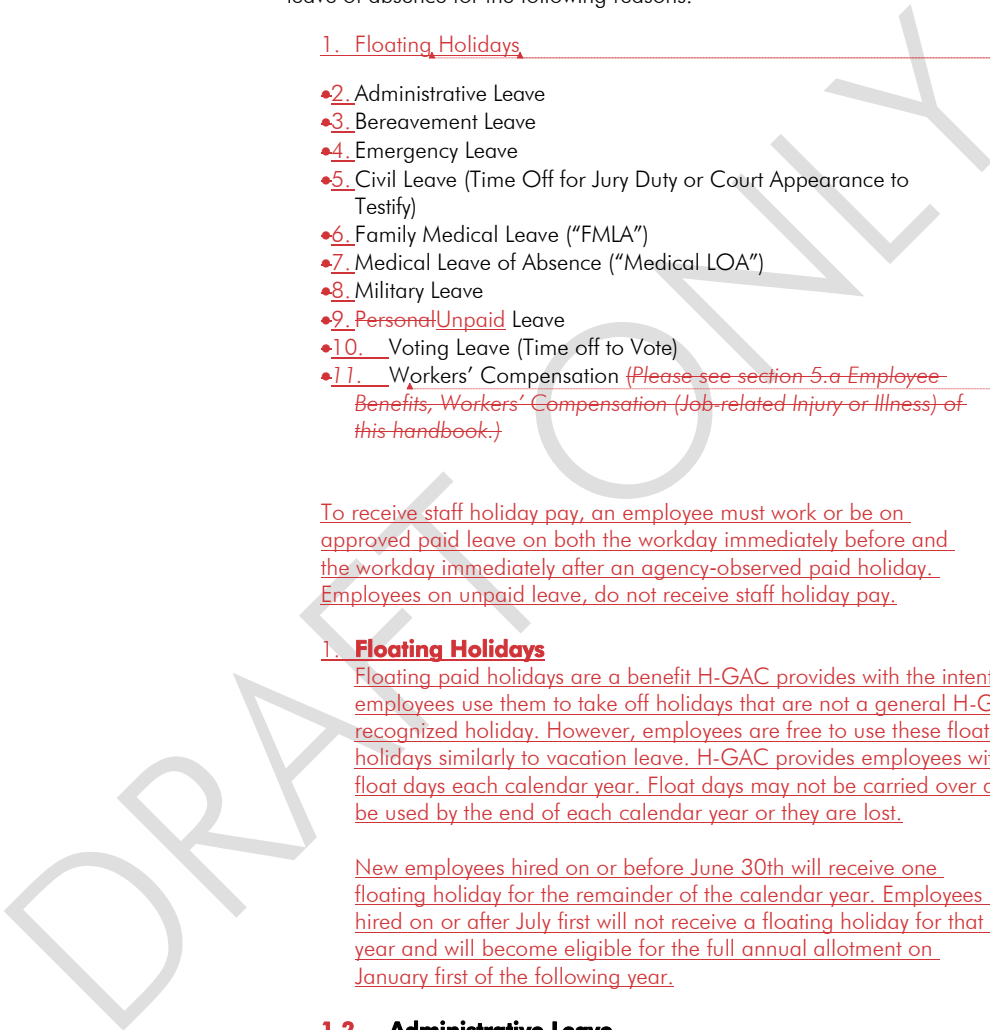 leave of absence for the following reasons:
1. Floating Holidays
•2. Administrative Leave
•3. Bereavement Leave
•4. Emergency Leave
•5. Civil Leave (Time Off for Jury Duty or Court Appearance to
Testify)
•6. Family Medical Leave (“FMLA”)
•7. Medical Leave of Absence (“Medical LOA”)
•8. Military Leave
•9. PersonalUnpaid Leave
•10. Voting Leave (Time off to Vote)
•11. Workers’ Compensation (Please see section 5.a Employee
Benefits, Workers’ Compensation (Job-related Injury or Illness) of
this handbook.)
To receive staff holiday pay, an employee must work or be on
approved paid leave on both the workday immediately before and
the workday immediately after an agency-observed paid holiday.
Employees on unpaid leave, do not receive staff holiday pay.
1. Floating Holidays
Floating paid holidays are a benefit H-GAC provides with the intent
employees use them to take off holidays that are not a general H-G
recognized holiday. However, employees are free to use these float
holidays similarly to vacation leave. H-GAC provides employees wi
float days each calendar year. Float days may not be carried over
be used by the end of each calendar year or they are lost.
New employees hired on or before June 30th will receive one
floating holiday for the remainder of the calendar year. Employees
hired on or after July first will not receive a floating holiday for that
year and will become eligible for the full annual allotment on
January first of the following year.
1.2. Administrative Leave
DRAFT ONLY